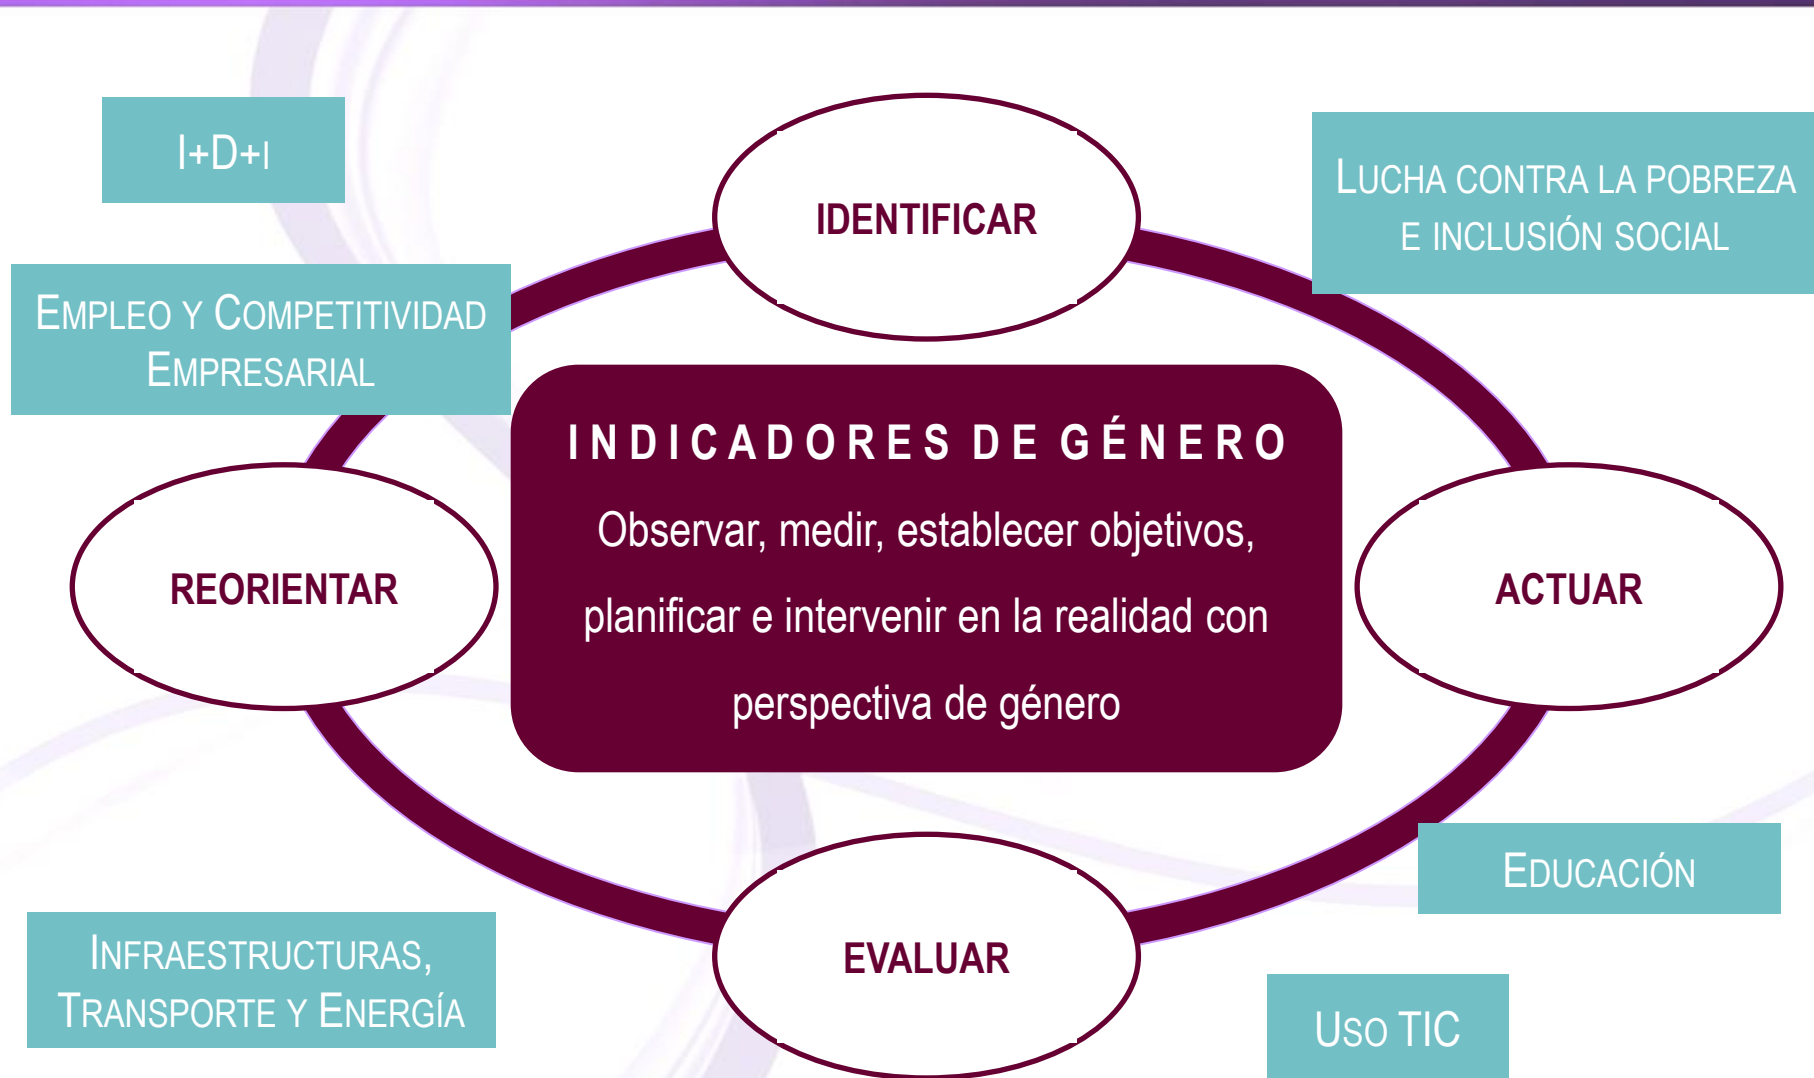 I+D+I
IDENTIFICAR
LUCHA CONTRA LA POBREZA
E INCLUSIÓN SOCIAL
EMPLEO Y COMPETITIVIDAD
EMPRESARIAL
INDICADORES DE GÉNERO
Observar, medir, establecer objetivos,
planificar e intervenir en la realidad con
perspectiva de género
REORIENTAR
ACTUAR
EDUCACIÓN
INFRAESTRUCTURAS,
TRANSPORTE Y ENERGÍA
EVALUAR
USO TIC